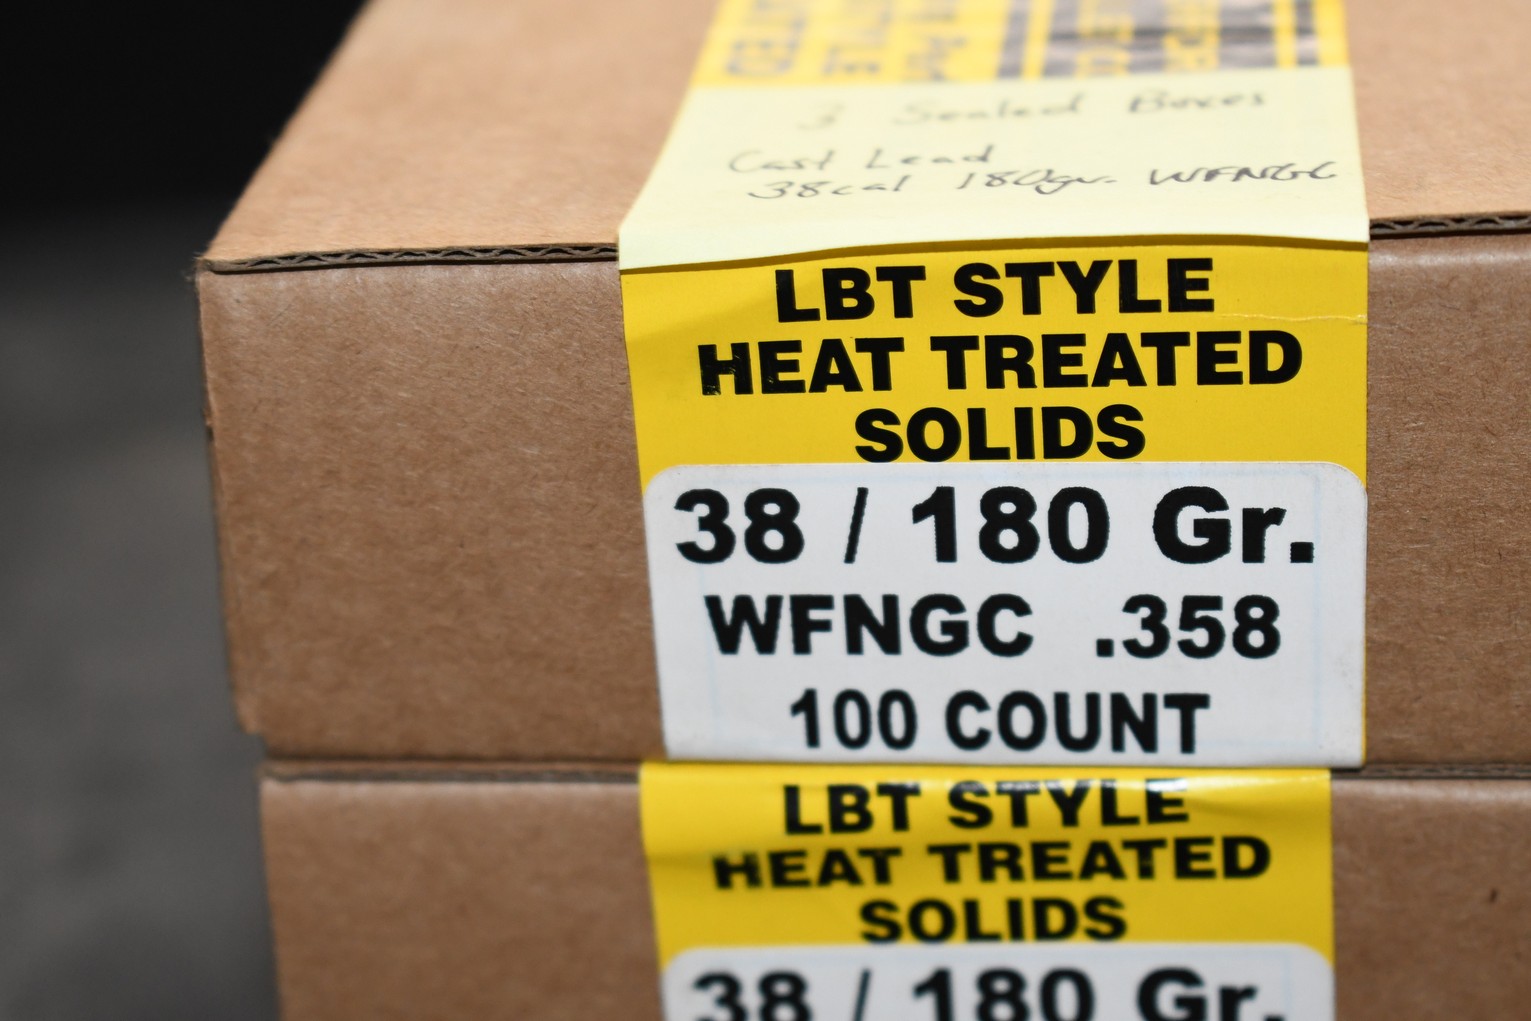 3 Sealed Boxes
Cast Lead
38cal 180gr. WFNGC
LBT STYLE
HEAT TREATED
SOLIDS
38 / 180 Gr.
WFNGC .358
100 COUNT
LBT STYLE
HEAT TREATED
SOLIDS
38 / 180 Gr.